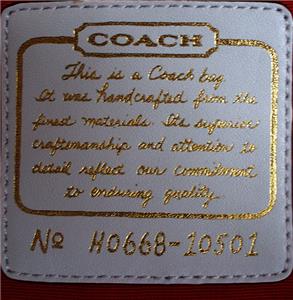 COACH
This is a Coach bag.
It was handcrafted from the
finest materials. Its superior
craftsmanship and attention to
detail reflect our commitment
to enduring quality.
No H0668-10501